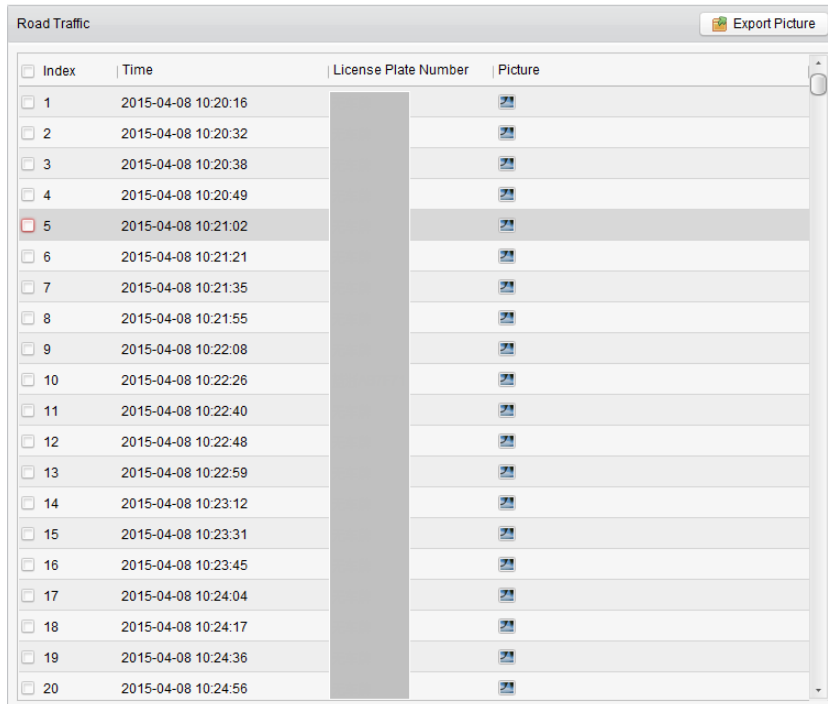 Road Traffic Export Picture
Index Time License Plate Number Picture
1 2015-04-08 10:20:16
2 2015-04-08 10:20:32
3 2015-04-08 10:20:38
4 2015-04-08 10:20:49
5 2015-04-08 10:21:02
6 2015-04-08 10:21:21
7 2015-04-08 10:21:35
8 2015-04-08 10:21:55
9 2015-04-08 10:22:08
10 2015-04-08 10:22:26
11 2015-04-08 10:22:40
12 2015-04-08 10:22:48
13 2015-04-08 10:22:59
14 2015-04-08 10:23:12
15 2015-04-08 10:23:31
16 2015-04-08 10:23:45
17 2015-04-08 10:24:04
18 2015-04-08 10:24:17
19 2015-04-08 10:24:36
20 2015-04-08 10:24:56